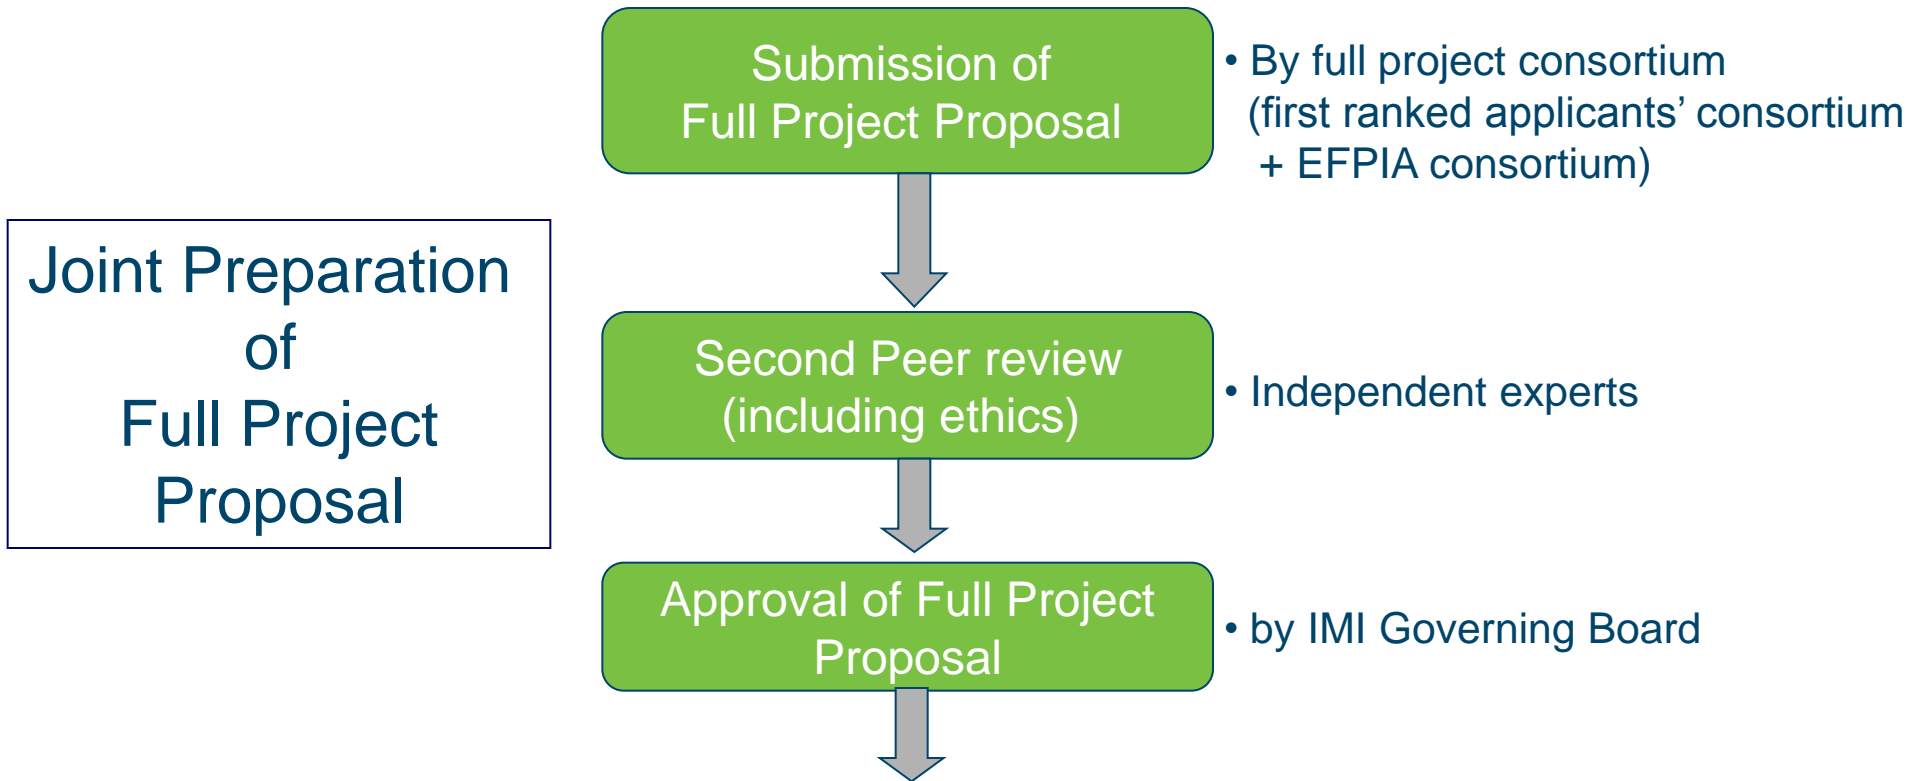 Joint Preparation
of
Full Project
Proposal
Submission of
Full Project Proposal
• By full project consortium
(first ranked applicants’ consortium
+ EFPIA consortium)
Second Peer review
(including ethics)
• Independent experts
Approval of Full Project
Proposal
• by IMI Governing Board